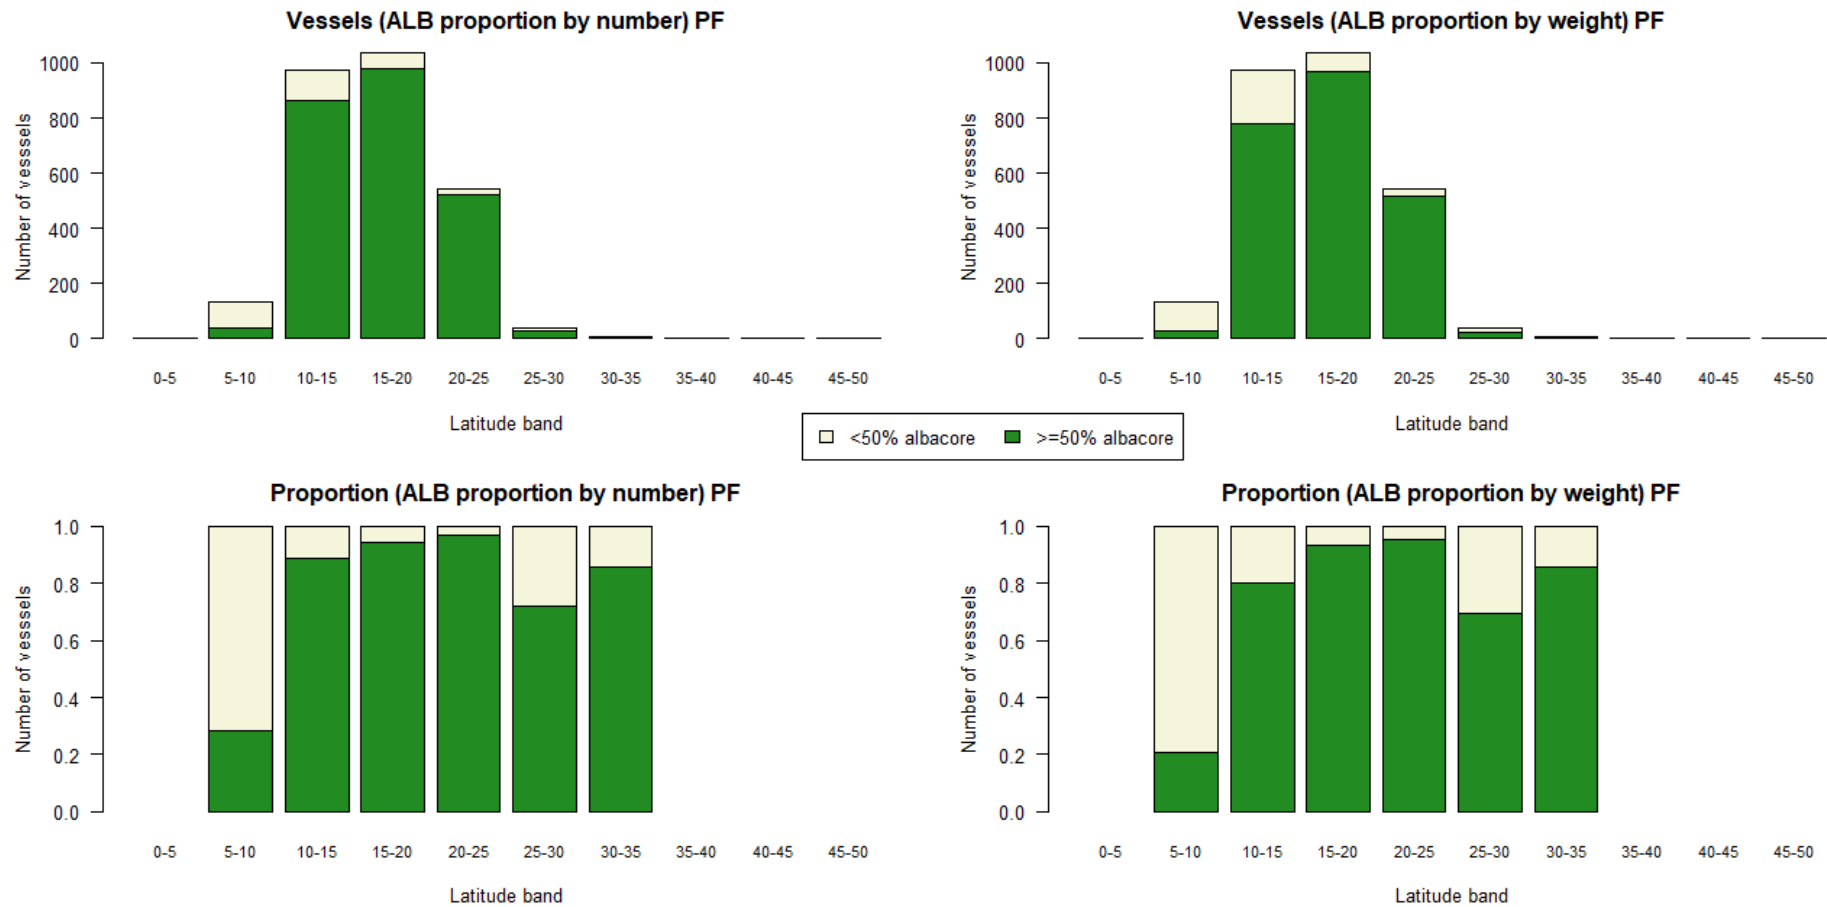 Vessels (ALB proportion by number) PF
Number of vesssels
1000
800
600
400
200
0
0-5 5-10 10-15 15-20 20-25 25-30 30-35 35-40 40-45 45-50
Latitude band
Vessels (ALB proportion by weight) PF
Number of vesssels
1000
800
600
400
200
0
0-5 5-10 10-15 15-20 20-25 25-30 30-35 35-40 40-45 45-50
Latitude band
<50% albacore >=50% albacore
Proportion (ALB proportion by number) PF
Number of vesssels
1.0
0.8
0.6
0.4
0.2
0.0
0-5 5-10 10-15 15-20 20-25 25-30 30-35 35-40 40-45 45-50
Latitude band
Proportion (ALB proportion by weight) PF
Number of vesssels
1.0
0.8
0.6
0.4
0.2
0.0
0-5 5-10 10-15 15-20 20-25 25-30 30-35 35-40 40-45 45-50
Latitude band